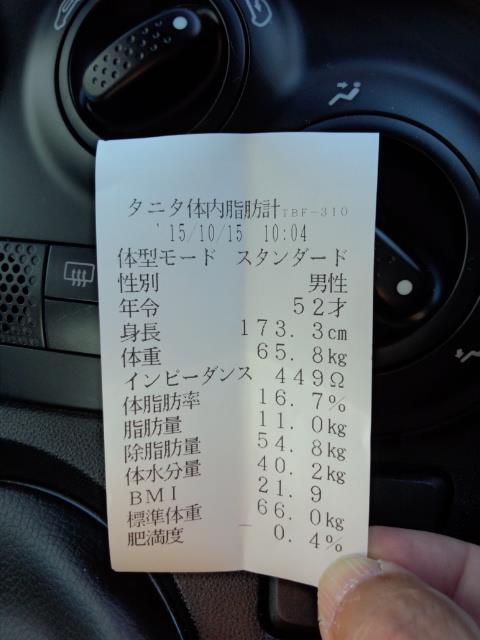 タニタ体内脂肪計TBF-310
'15/10/15 10:04
体型モード スタンダード
性別 男性
年令 52才
身長 173.3cm
体重 65.8kg
インピーダンス 449Ω
体脂肪率 16.7%
脂肪量 11.0kg
除脂肪量 54.8kg
体水分量 40.2kg
BMI 21.9
標準体重 66.0kg
肥満度 -0.4%